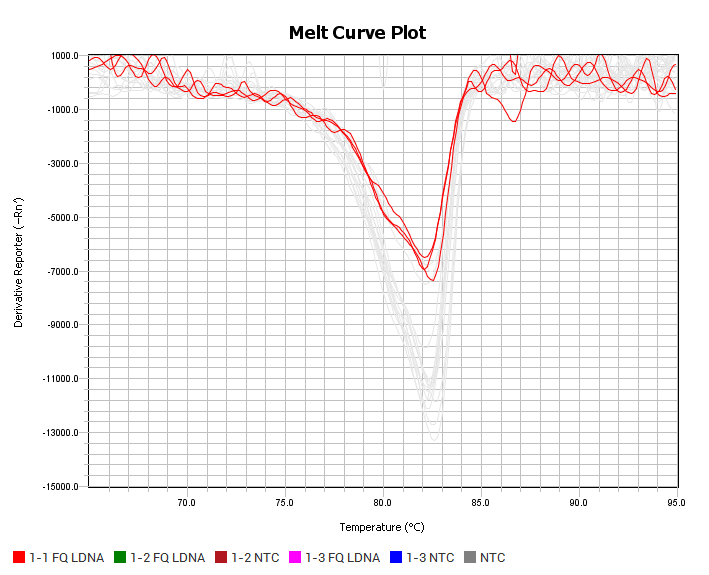 Melt Curve Plot
1000.0
-1000.0
-3000.0
-5000.0
-7000.0
-9000.0
-11000.0
-13000.0
-15000.0
Derivative Reporter (-Rn')
70.0 75.0 80.0 85.0 90.0 95.0
Temperature (°C)
1-1 FQ LDNA 1-2 FQ LDNA 1-2 NTC 1-3 FQ LDNA 1-3 NTC NTC